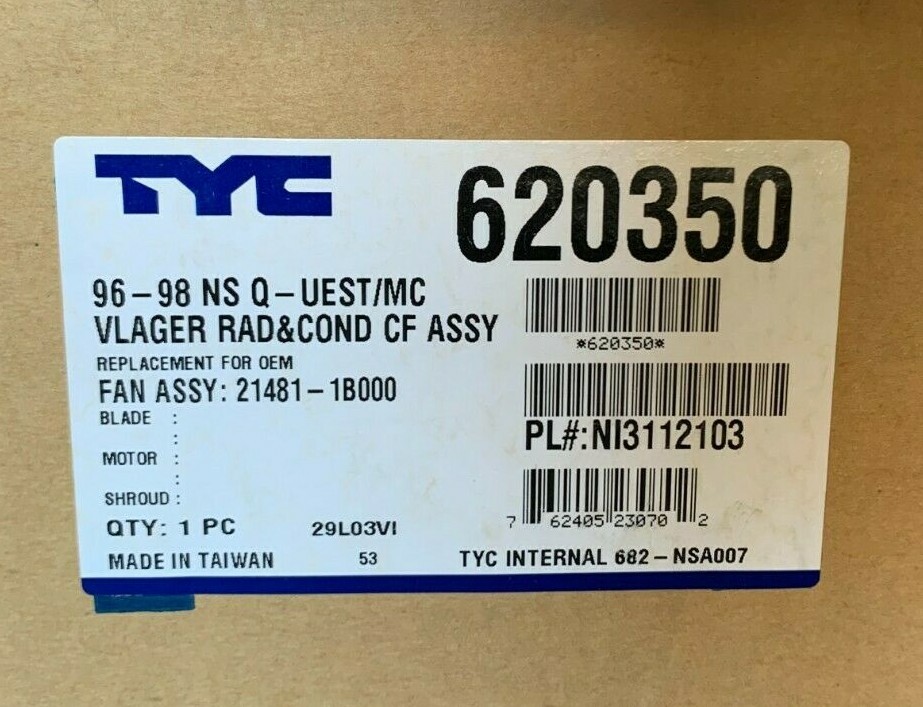 TYC
620350
96-98 NS Q-UEST/MC
VLAGER RAD&COND CF ASSY
*620350*
REPLACEMENT FOR OEM
FAN ASSY: 21481-1B000
BLADE :
:
PL#:NI3112103
MOTOR :
:
SHROUD :
7 62405 23070 2
QTY: 1 PC 29L03VI
MADE IN TAIWAN 53 TYC INTERNAL 682-NSA007